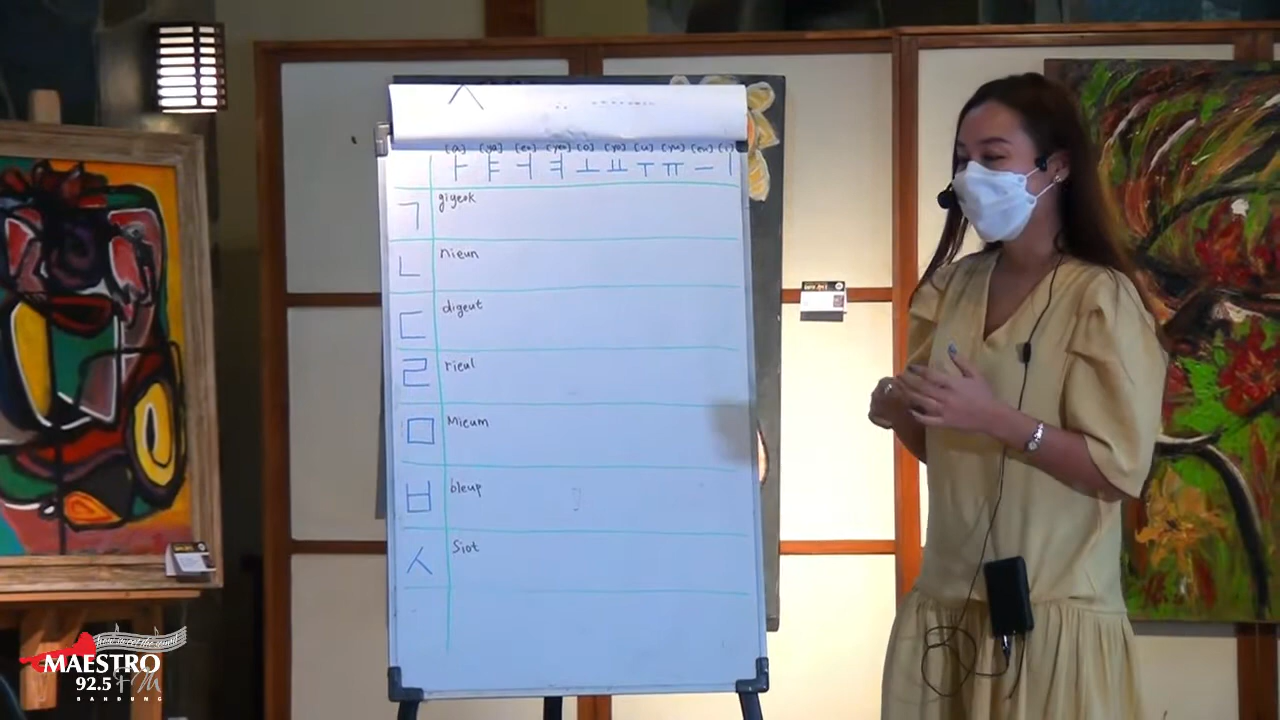 [a] [ya] [eo] [yeo] [o] [yo] [u] [yu] [eu] [i]
ㅏ ㅑ ㅓ ㅕ ㅗ ㅛ ㅜ ㅠ ㅡ ㅣ
ㄱ giyeok
ㄴ nieun
ㄷ digeut
ㄹ rieul
ㅁ Mieum
ㅂ bieup
ㅅ Siot
MAESTRO
92.5 FM
BANDUNG